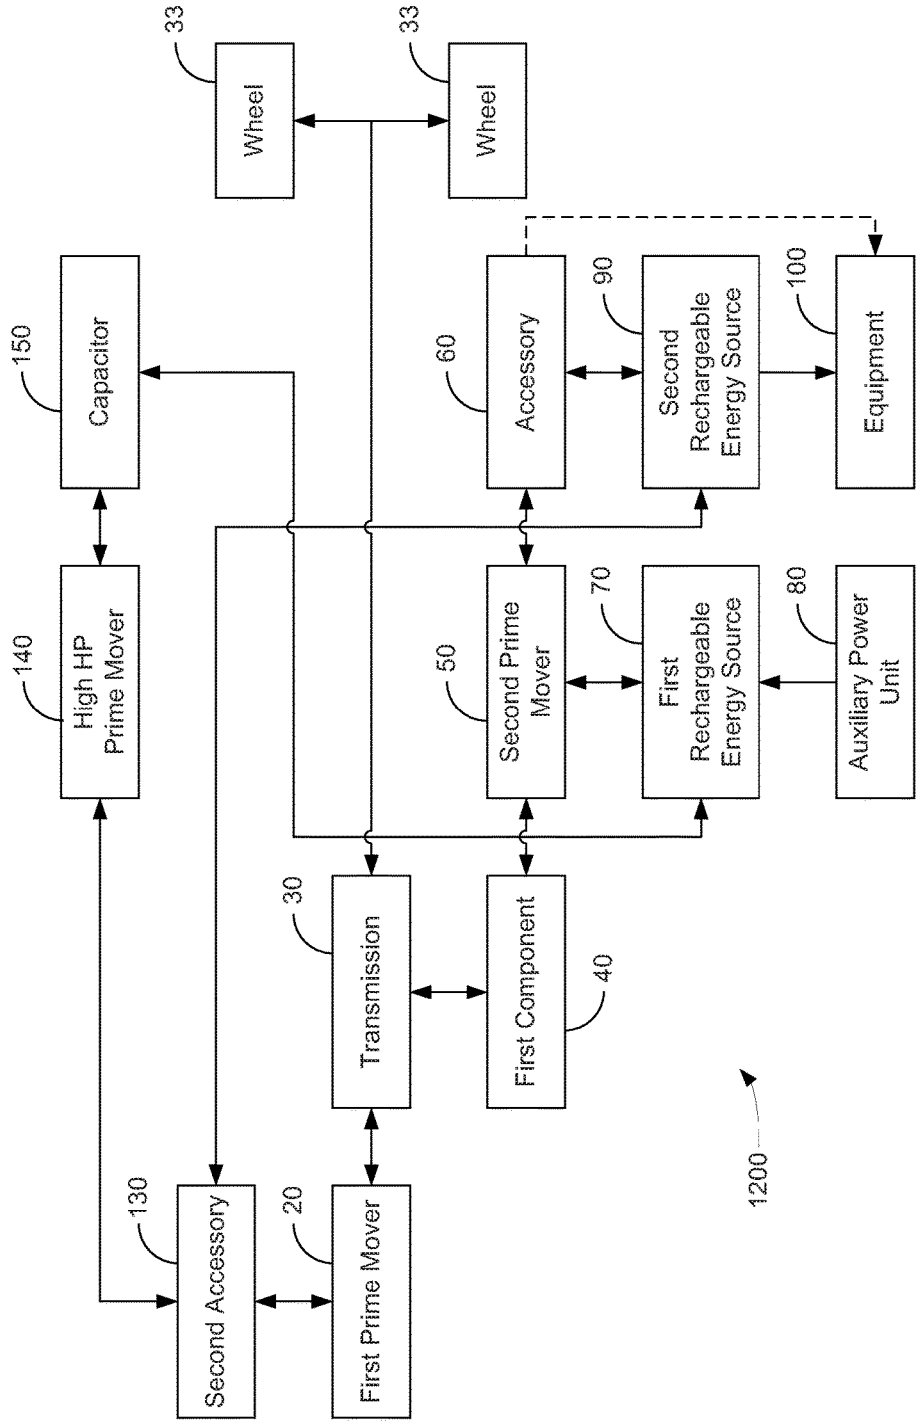 140
High HP
Prime Mover
150
Capacitor
130
Second Accessory
33
Wheel
20
First Prime Mover
30
Transmission
33
Wheel
40
First Component
50
Second Prime
Mover
60
Accessory
70
First
Rechargeable
Energy Source
90
Second
Rechargeable
Energy Source
80
Auxiliary Power
Unit
100
Equipment
1200